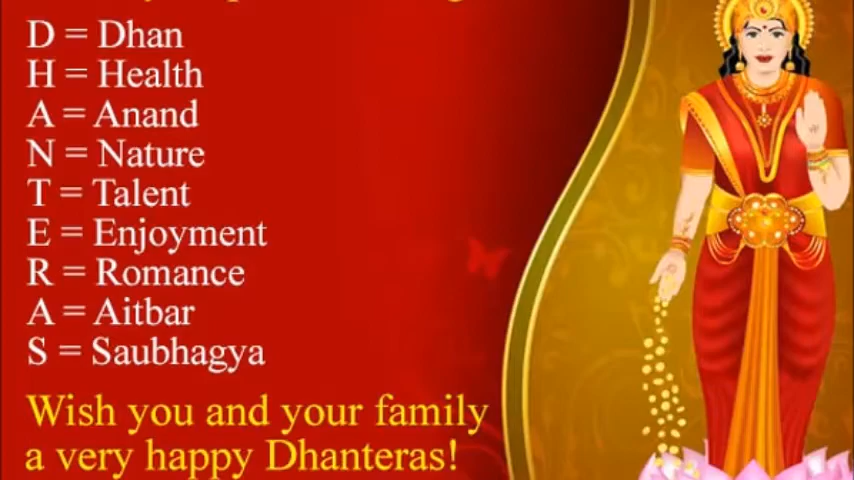 D = Dhan
H = Health
A = Anand
N = Nature
T = Talent
E = Enjoyment
R = Romance
A = Aitbar
S = Saubhagya
Wish you and your family
a very happy Dhanteras!